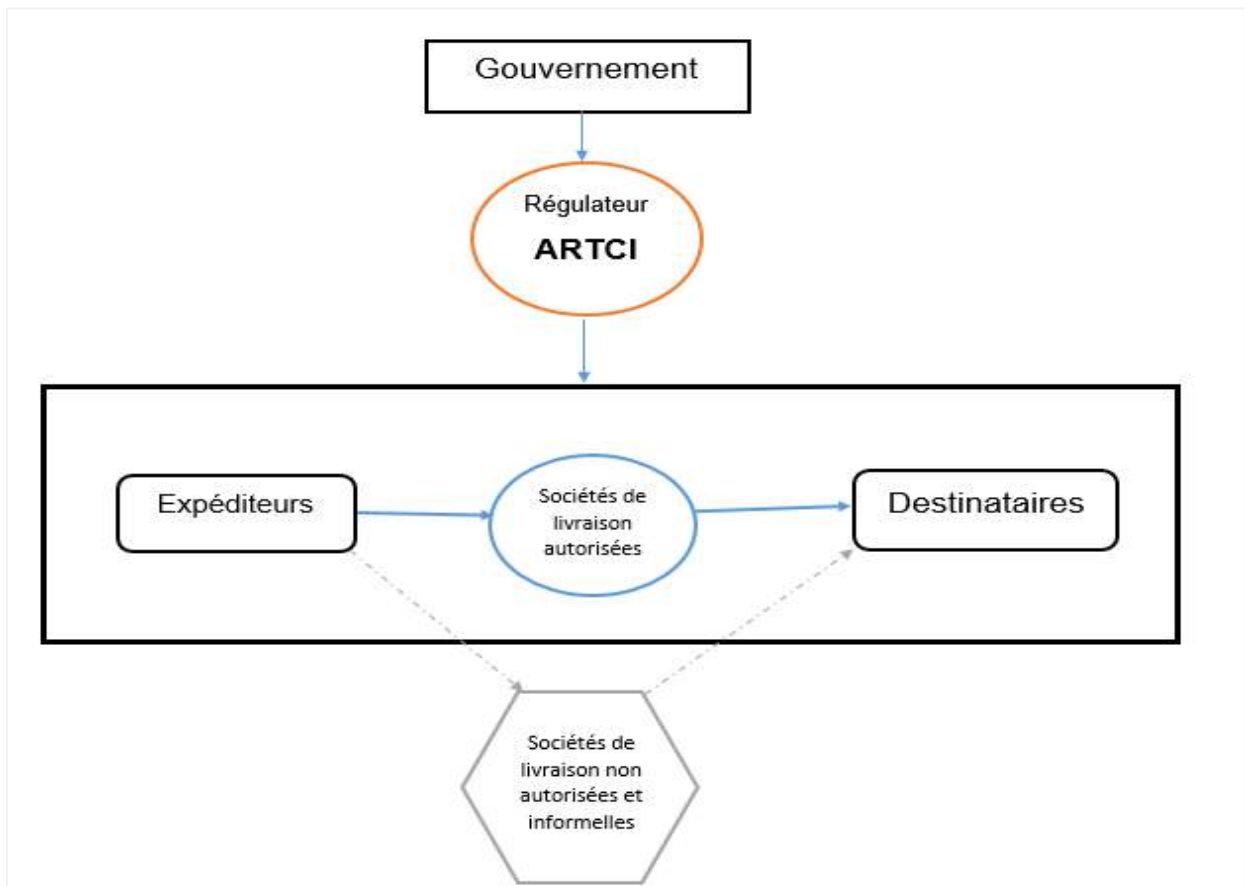 Gouvernement
Régulateur
ARTCI
Expéditeurs
Sociétés de
livraison
autorisées
Destinataires
Sociétés de
livraison non
autorisées et
informelles